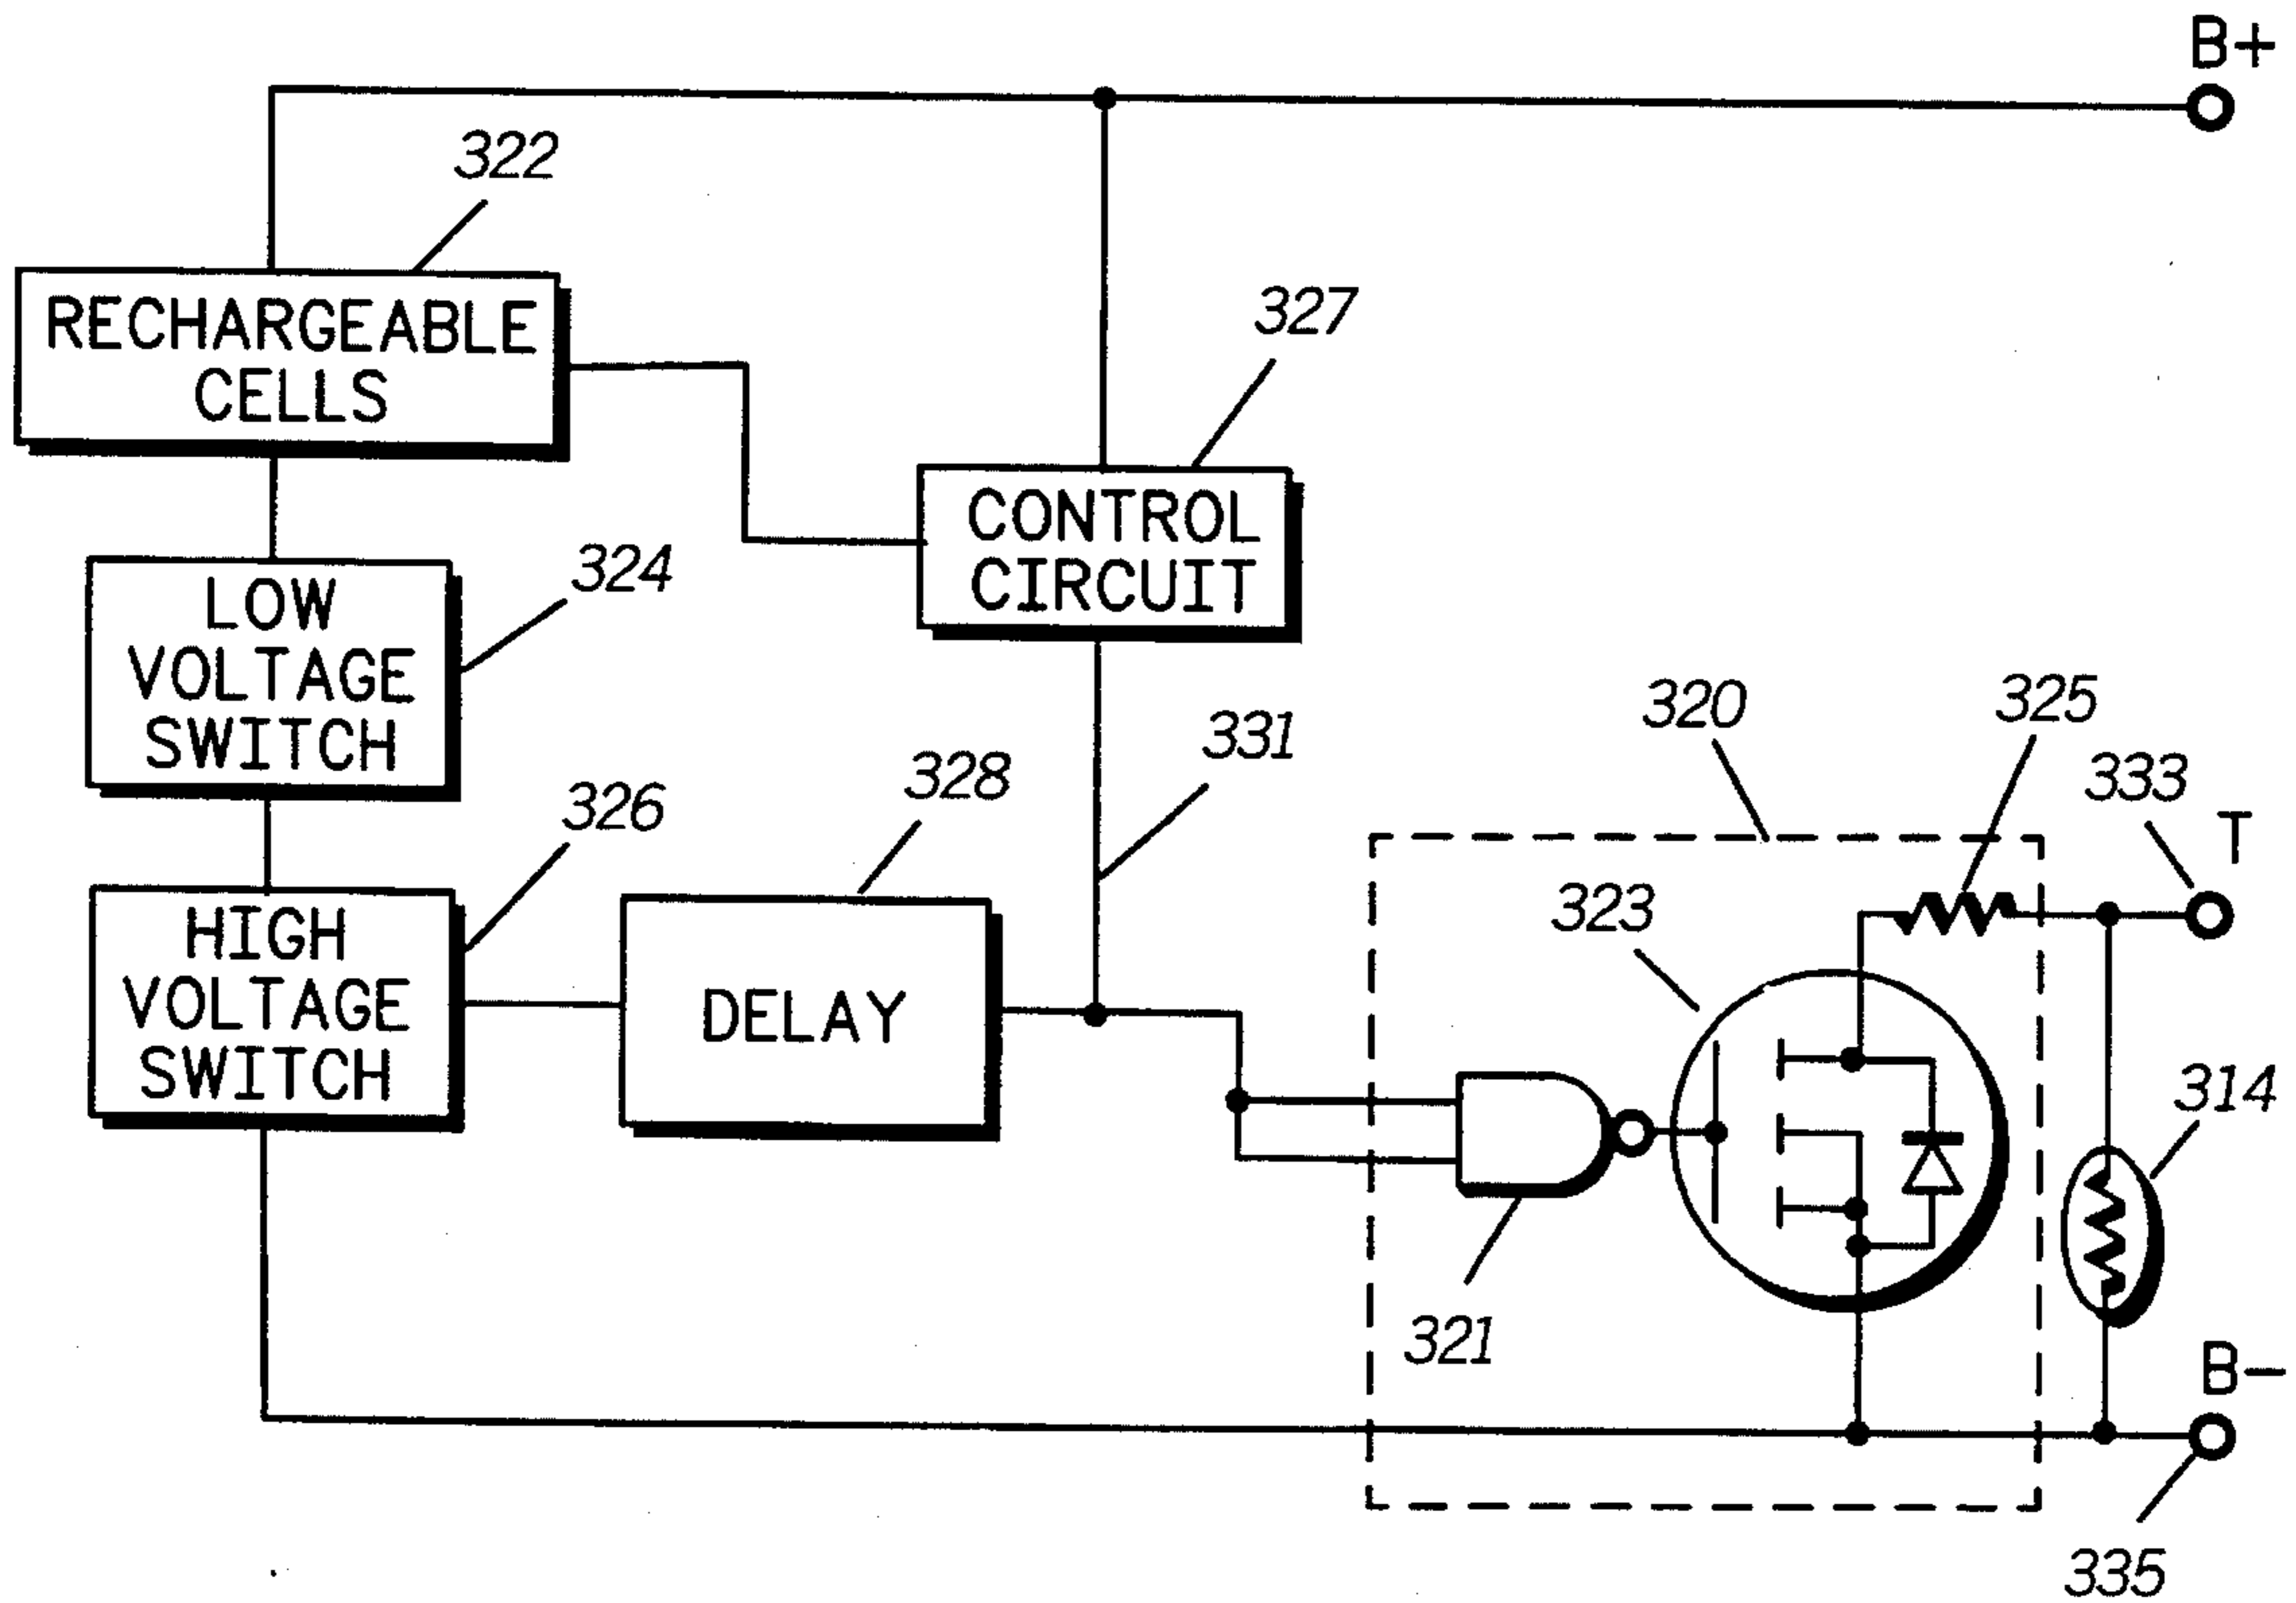 B+
322
RECHARGEABLE
CELLS
327
CONTROL
CIRCUIT
324
LOW
VOLTAGE
SWITCH
320
325
331
333
T
328
326
HIGH
VOLTAGE
SWITCH
DELAY
323
314
321
B-
335